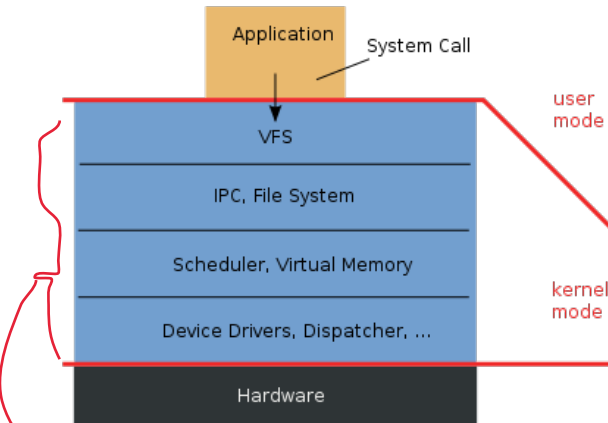 Application
System Call
user
mode
VFS
IPC, File System
Scheduler, Virtual Memory
kernel
mode
Device Drivers, Dispatcher, ...
Hardware